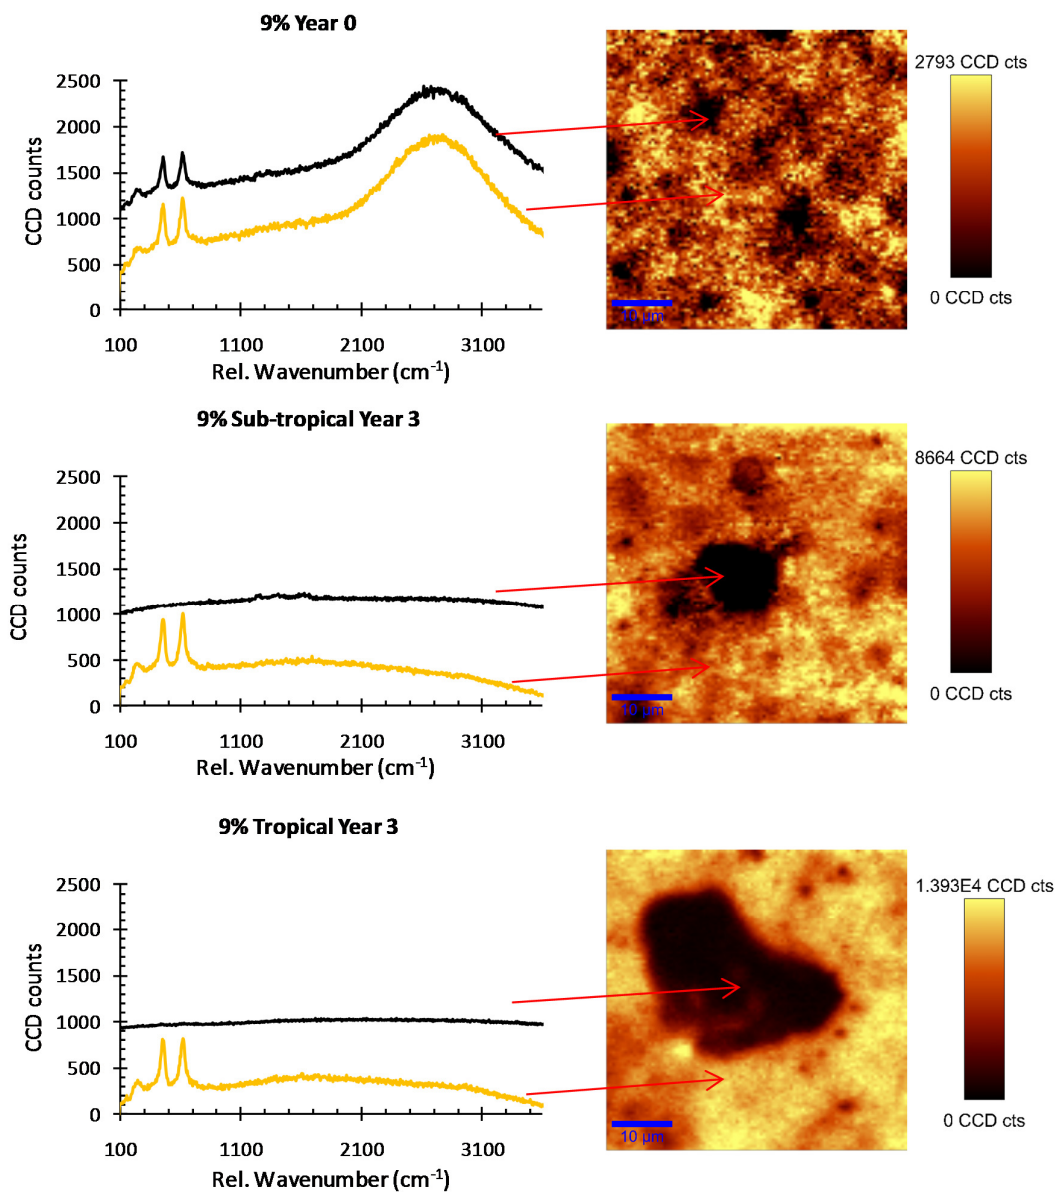 9% Year 0
2500
2000
1500
1000
500
0
CCD counts
100 1100 2100 3100
Rel. Wavenumber (cm⁻¹)
2793 CCD cts
0 CCD cts
10 µm
9% Sub-tropical Year 3
2500
2000
1500
1000
500
0
CCD counts
100 1100 2100 3100
Rel. Wavenumber (cm⁻¹)
8664 CCD cts
0 CCD cts
10 µm
9% Tropical Year 3
2500
2000
1500
1000
500
0
CCD counts
100 1100 2100 3100
Rel. Wavenumber (cm⁻¹)
1.393E4 CCD cts
0 CCD cts
10 µm